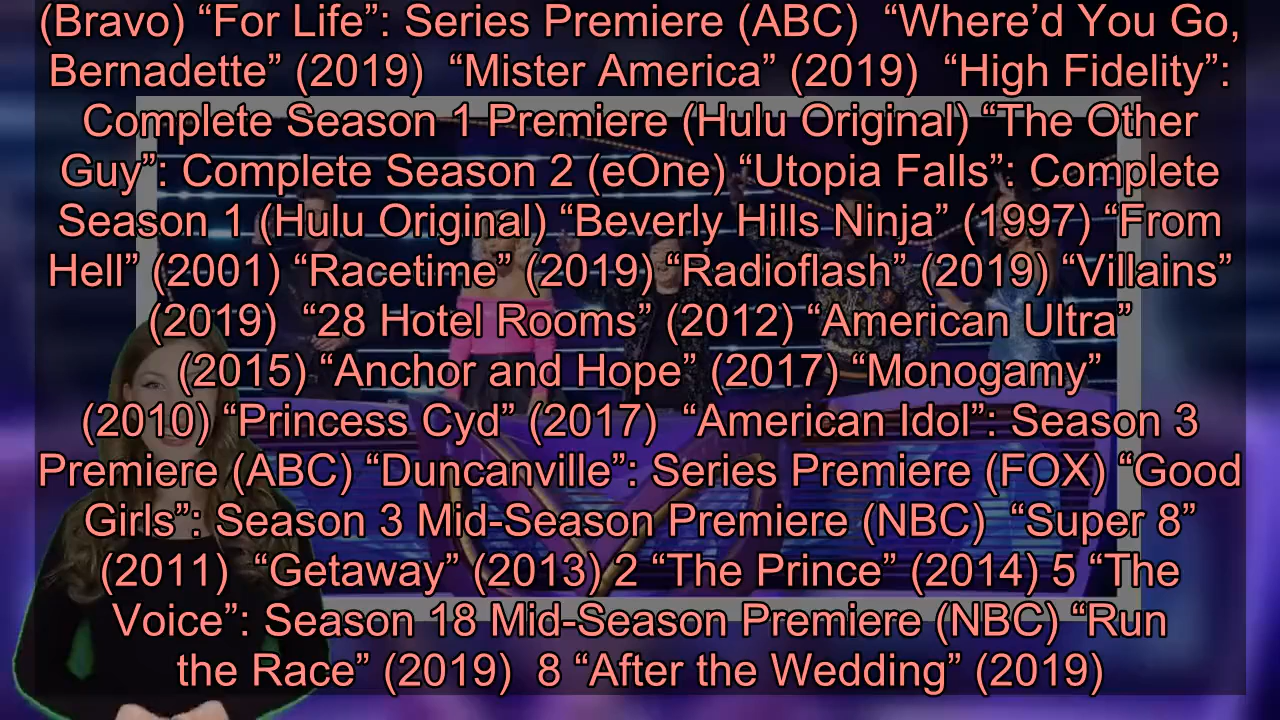 (Bravo) “For Life”: Series Premiere (ABC)  “Where’d You Go,
Bernadette” (2019)  “Mister America” (2019)  “High Fidelity”:
Complete Season 1 Premiere (Hulu Original) “The Other
Guy”: Complete Season 2 (eOne) “Utopia Falls”: Complete
Season 1 (Hulu Original) “Beverly Hills Ninja” (1997) “From
Hell” (2001) “Racetime” (2019) “Radioflash” (2019) “Villains”
(2019)  “28 Hotel Rooms” (2012) “American Ultra”
(2015) “Anchor and Hope” (2017) “Monogamy”
(2010) “Princess Cyd” (2017)  “American Idol”: Season 3
Premiere (ABC) “Duncanville”: Series Premiere (FOX) “Good
Girls”: Season 3 Mid-Season Premiere (NBC)  “Super 8”
(2011)  “Getaway” (2013) 2 “The Prince” (2014) 5 “The
Voice”: Season 18 Mid-Season Premiere (NBC) “Run
the Race” (2019)  8 “After the Wedding” (2019)